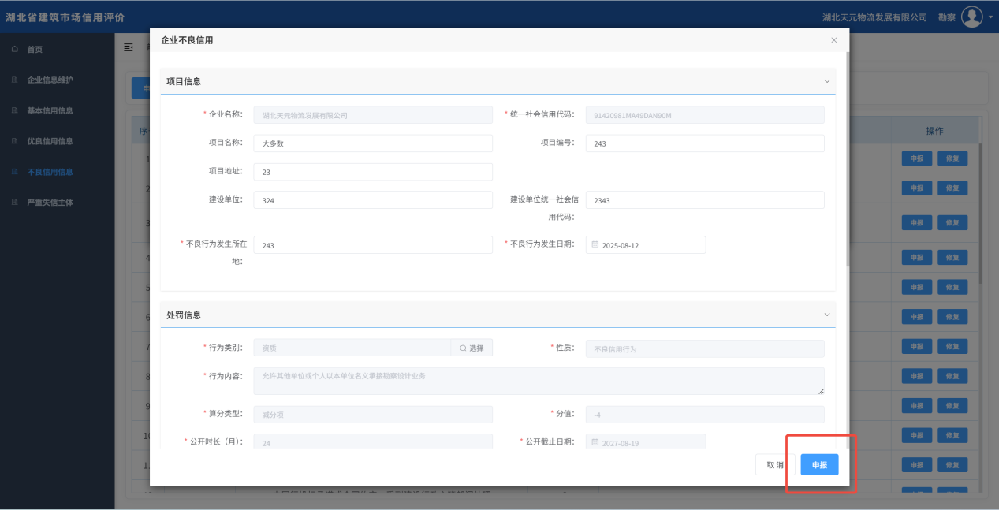 湖北省建筑市场信用评价
湖北天元物流发展有限公司 勘察
首页
企业信息维护
基本信用信息
优良信用信息
不良信用信息
严重失信主体
企业不良信用
项目信息
* 企业名称： 湖北天元物流发展有限公司 * 统一社会信用代码： 91420981MA49DAN90M
项目名称： 大多数 项目编号： 243
项目地址： 23
建设单位： 324 建设单位统一社会信用代码： 2343
* 不良行为发生所在地： 243 * 不良行为发生日期： 2025-08-12
处罚信息
* 行为类别： 资质 选择 * 性质： 不良信用行为
* 行为内容： 允许其他单位或个人以本单位名义承接勘察设计业务
* 算分类型： 减分项 * 分值： -4
* 公开时长（月）： 24 * 公开截止日期： 2027-08-19
取消 申报
操作
申报 修复
申报 修复
申报 修复
申报 修复
申报 修复
申报 修复
申报 修复
申报 修复
申报 修复
申报 修复
申报 修复